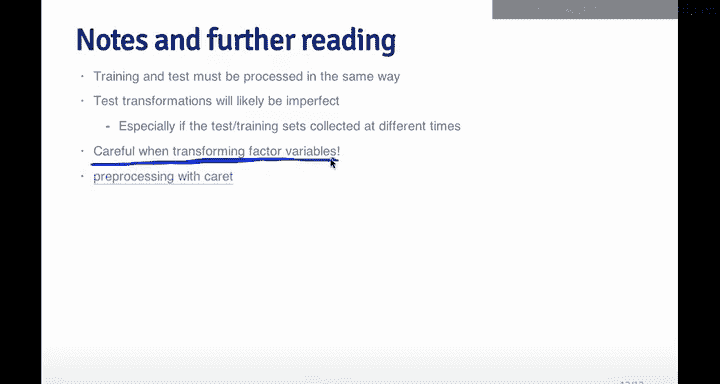 Notes and further reading
· Training and test must be processed in the same way
· Test transformations will likely be imperfect
- Especially if the test/training sets collected at different times
· Careful when transforming factor variables!
· preprocessing with caret